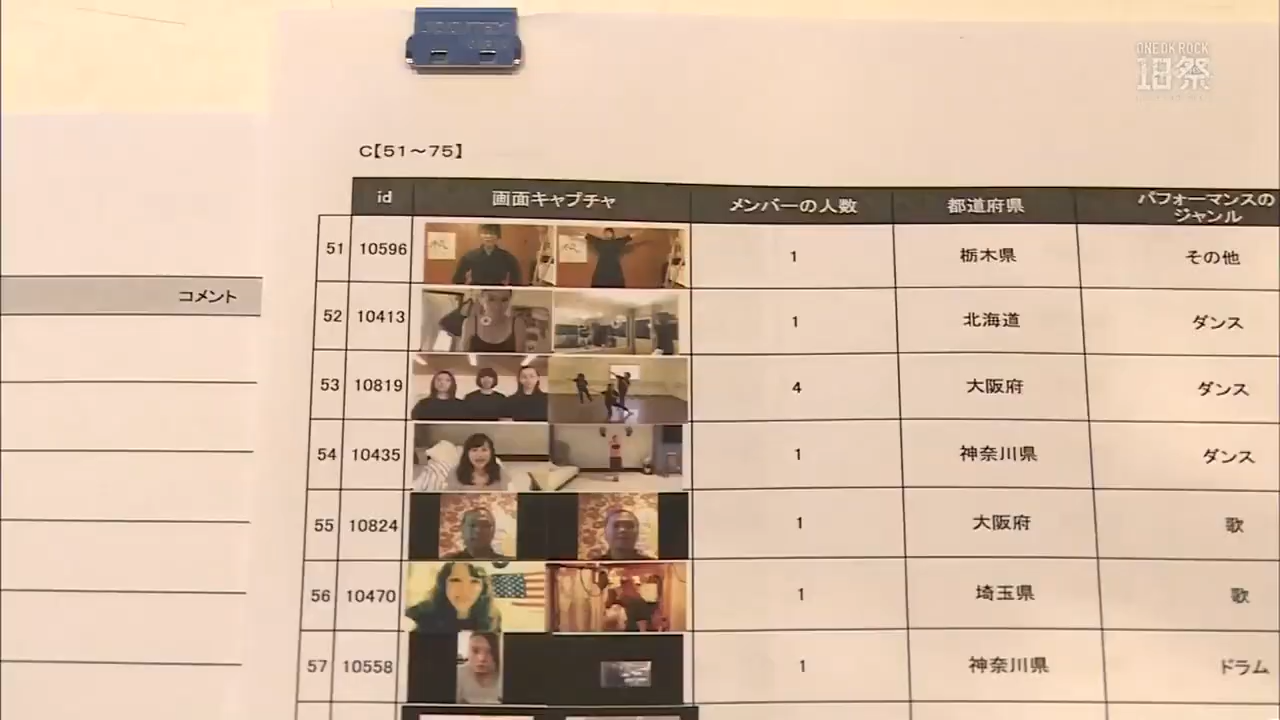 ONE OK ROCK
18祭
C【51～75】
id 画面キャプチャ メンバーの人数 都道府県 パフォーマンスの
ジャンル
コメント
51 10596 1 栃木県 その他
52 10413 1 北海道 ダンス
53 10819 4 大阪府 ダンス
54 10435 1 神奈川県 ダンス
55 10824 1 大阪府 歌
56 10470 1 埼玉県 歌
57 10558 1 神奈川県 ドラム